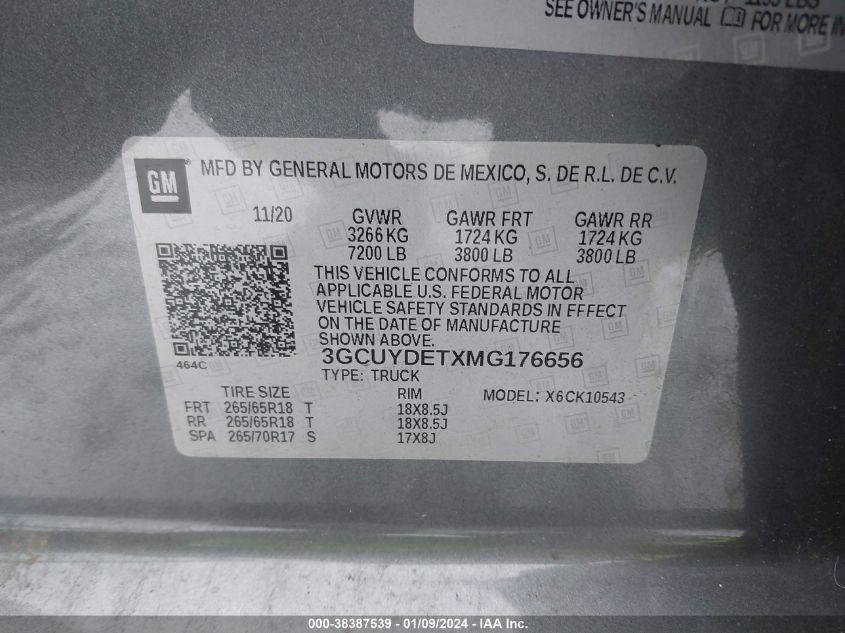 SEE OWNER'S MANUAL FOR MORE IN
GM MFD BY GENERAL MOTORS DE MEXICO, S. DE R.L. DE C.V.
11/20 GVWR GAWR FRT GAWR RR
3266 KG 1724 KG 1724 KG
7200 LB 3800 LB 3800 LB
THIS VEHICLE CONFORMS TO ALL
APPLICABLE U.S. FEDERAL MOTOR
VEHICLE SAFETY STANDARDS IN EFFECT
ON THE DATE OF MANUFACTURE
SHOWN ABOVE.
464C
3GCUYDETXMG176656
TYPE: TRUCK
TIRE SIZE RIM MODEL: X6CK10543
FRT 265/65R18 T 18X8.5J
RR 265/65R18 T 18X8.5J
SPA 265/70R17 S 17X8J
000-38387539 - 01/09/2024 - IAA Inc.